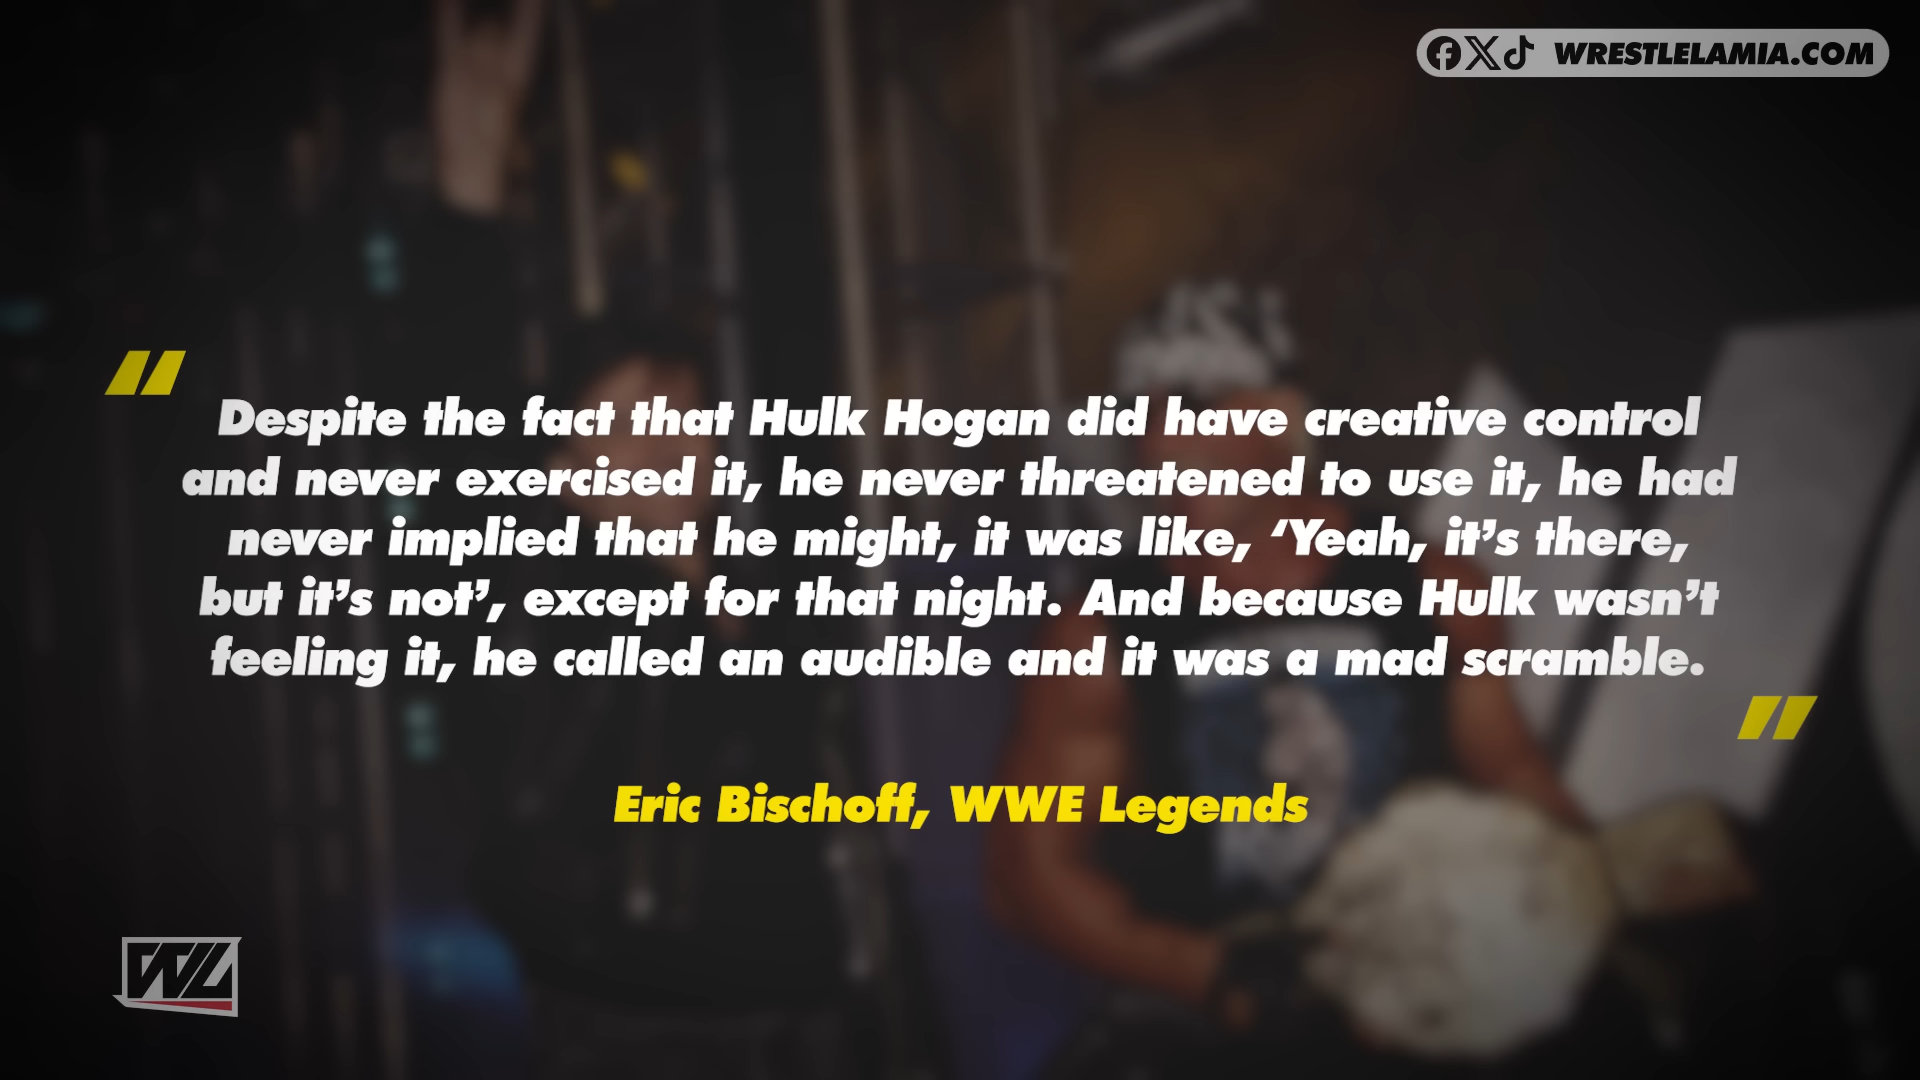 WRESTLELAMIA.COM
"
Despite the fact that Hulk Hogan did have creative control
and never exercised it, he never threatened to use it, he had
never implied that he might, it was like, ‘Yeah, it’s there,
but it’s not’, except for that night. And because Hulk wasn’t
feeling it, he called an audible and it was a mad scramble.
"
Eric Bischoff, WWE Legends
WL